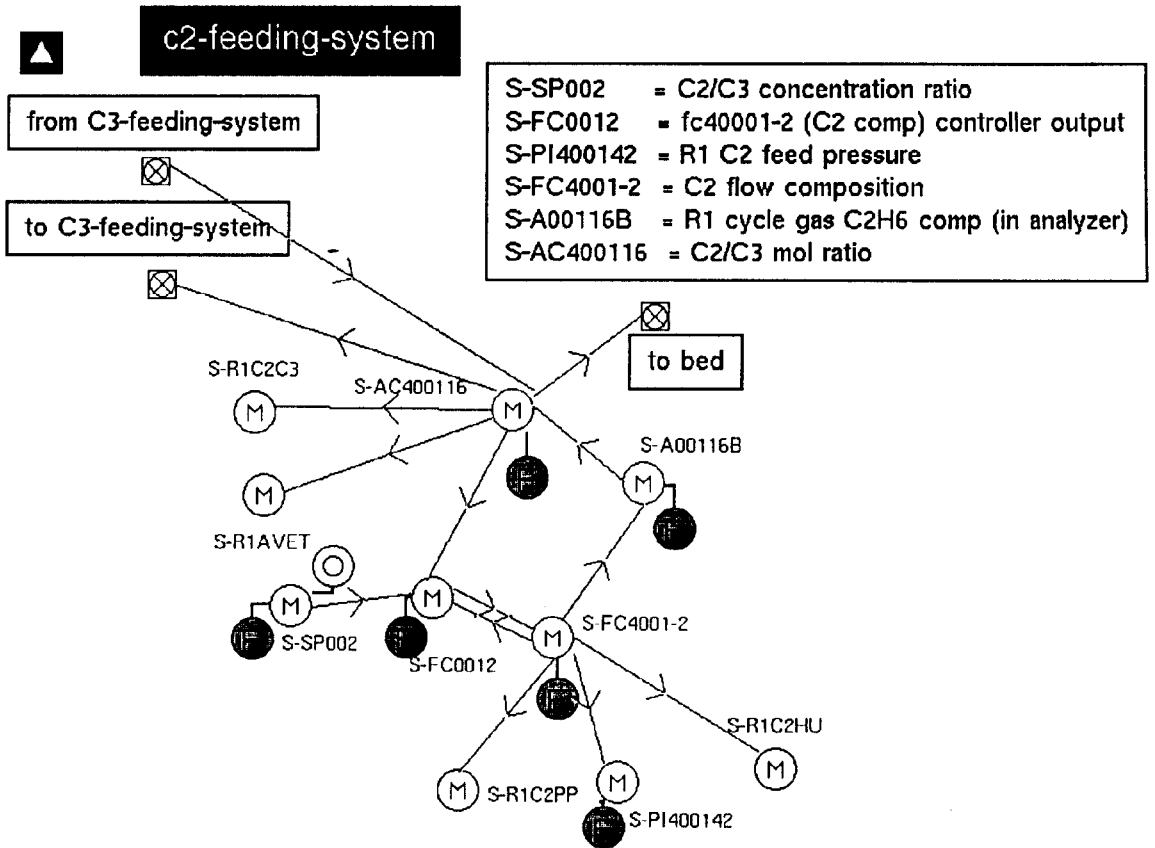 c2-feeding-system
from C3-feeding-system
to C3-feeding-system
S-SP002 = C2/C3 concentration ratio
S-FC0012 = fc40001-2 (C2 comp) controller output
S-PI400142 = R1 C2 feed pressure
S-FC4001-2 = C2 flow composition
S-A00116B = R1 cycle gas C2H6 comp (in analyzer)
S-AC400116 = C2/C3 mol ratio
to bed
S-R1C2C3
S-AC400116
M
M
S-A00116B
F
M
M
F
S-R1AVET
M
M
S-FC4001-2
F
S-SP002
F
M
S-FC0012
F
S-R1C2HU
M
M
S-R1C2PP
M
F
S-PI400142